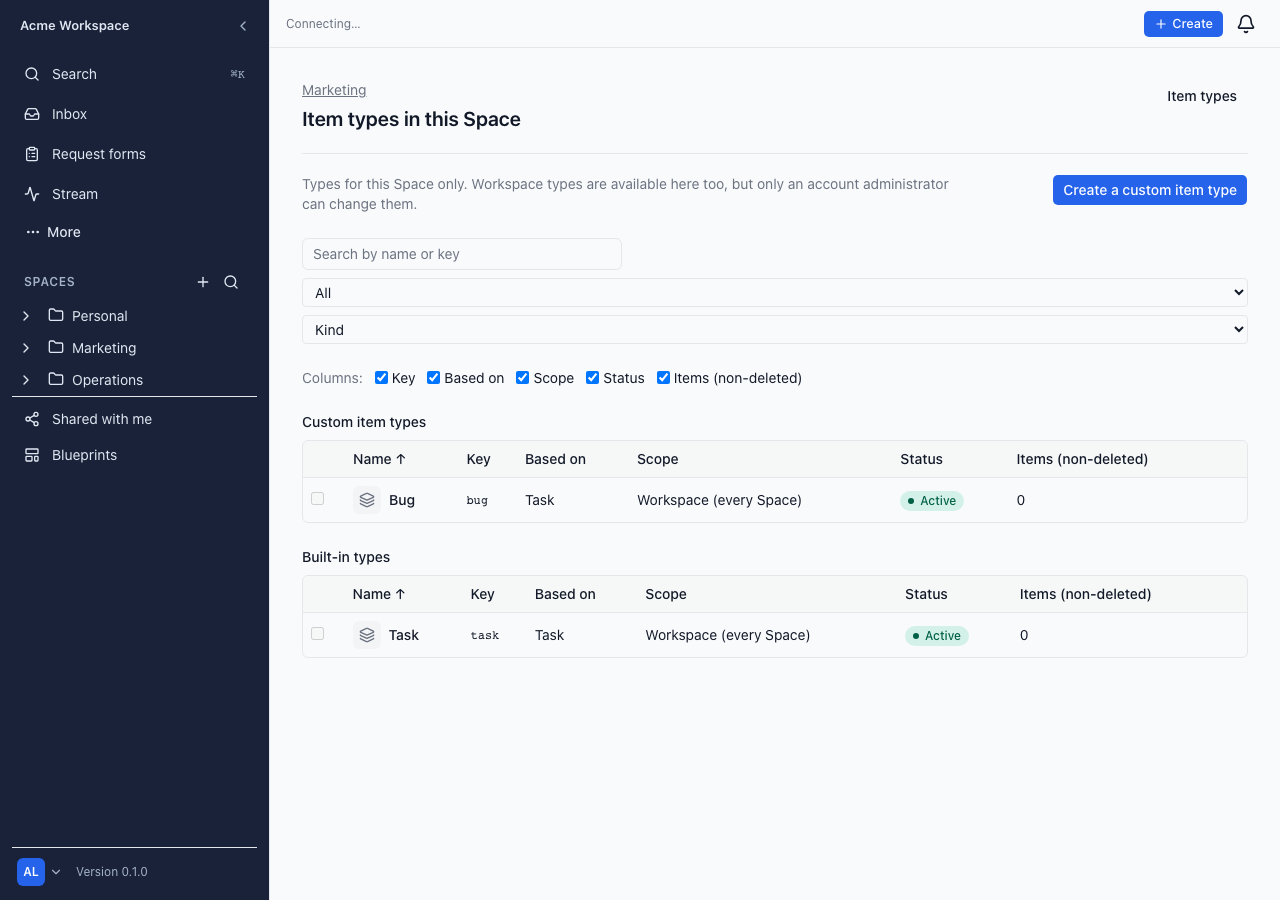 Acme Workspace
Search ⌘K
Inbox
Request forms
Stream
More
SPACES
Personal
Marketing
Operations
Shared with me
Blueprints
AL Version 0.1.0
Connecting...
Create
Marketing
Item types in this Space
Item types
Types for this Space only. Workspace types are available here too, but only an account administrator
can change them.
Create a custom item type
Search by name or key
All
Kind
Columns: Key Based on Scope Status Items (non-deleted)
Custom item types
Name ↑ Key Based on Scope Status Items (non-deleted)
Bug bug Task Workspace (every Space) Active 0
Built-in types
Name ↑ Key Based on Scope Status Items (non-deleted)
Task task Task Workspace (every Space) Active 0